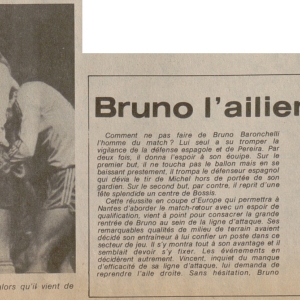 Bruno l'ailier
Comment ne pas faire de Bruno Baronchelli
l'homme du match ? Lui seul a su tromper la
vigilance de la défense espagole et de Pereira. Par
deux fois, il donna l'espoir à son équipe. Sur le
premier but, il ne toucha pas le ballon mais en se
baissant prestement, il trompa le défenseur espagnol
qui dévia le tir de Michel hors de portée de son
gardien. Sur le second but, par contre, il reprit d'une
tête splendide un centre de Bossis.
Cette réussite en coupe d'Europe qui permettra à
Nantes d'aborder le match-retour avec un espoir de
qualification, vient à point pour consacrer la grande
rentrée de Bruno au sein de la ligne d'attaque. Ses
remarquables qualités de milieu de terrain avaient
décidé son entraîneur à lui confier un poste dans ce
secteur de jeu. Il s'y montra tout à son avantage et il
semblait devoir s'y fixer. Les événements en
décidèrent autrement. Vincent, inquiet du manque
d'efficacité de sa ligne d'attaque, lui demanda de
reprendre l'aile droite. Sans hésitation, Bruno
alors qu'il vient de